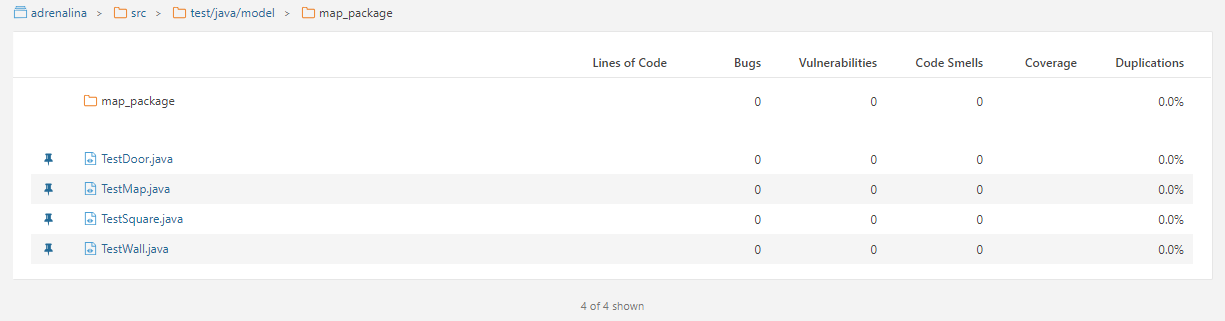 adrenalina > src > test/java/model > map_package
Lines of Code Bugs Vulnerabilities Code Smells Coverage Duplications
map_package 0 0 0 0.0%
TestDoor.java 0 0 0 0.0%
TestMap.java 0 0 0 0.0%
TestSquare.java 0 0 0 0.0%
TestWall.java 0 0 0 0.0%
4 of 4 shown